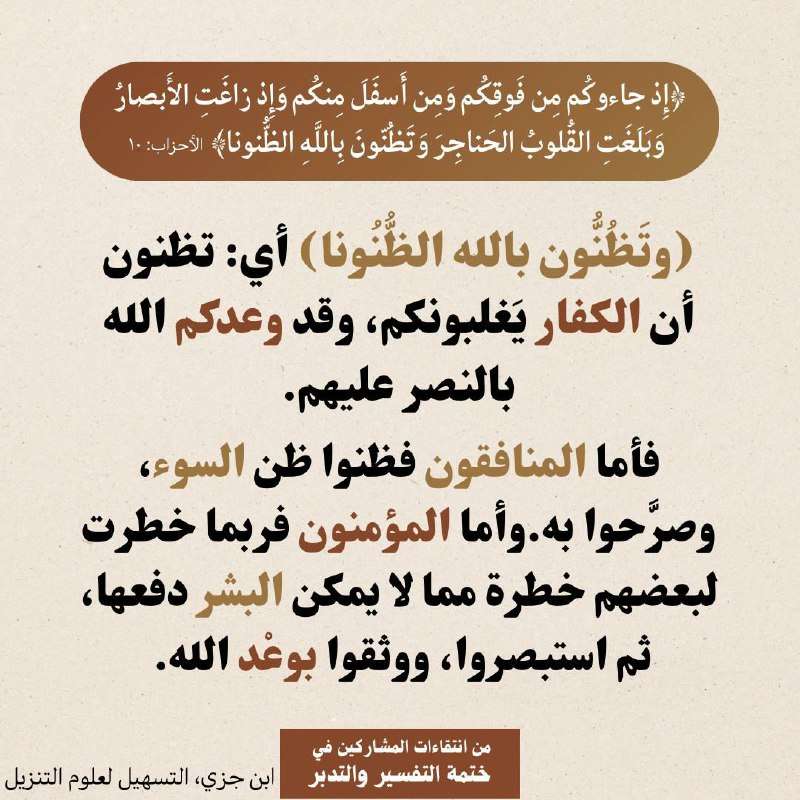 ﴿إِذ جاءوكُم مِن فَوقِكُم وَمِن أَسفَلَ مِنكُم وَإِذ زاغَتِ الأَبصارُ
وَبَلَغَتِ القُلوبُ الحَناجِرَ وَتَظُنّونَ بِاللَّهِ الظُّنونا﴾ الأحزاب: ١٠
(وتَظُنُّون بالله الظُّنُونا) أي: تظنون
أن الكفار يَغلبونكم، وقد وعدكم الله
بالنصر عليهم.
فأما المنافقون فظنوا ظن السوء،
وصرَّحوا به.وأما المؤمنون فربما خطرت
لبعضهم خطرة مما لا يمكن البشر دفعها،
ثم استبصروا، ووثقوا بوعْد الله.
من انتقاءات المشاركين في
ختمة التفسير والتدبر
ابن جزي، التسهيل لعلوم التنزيل